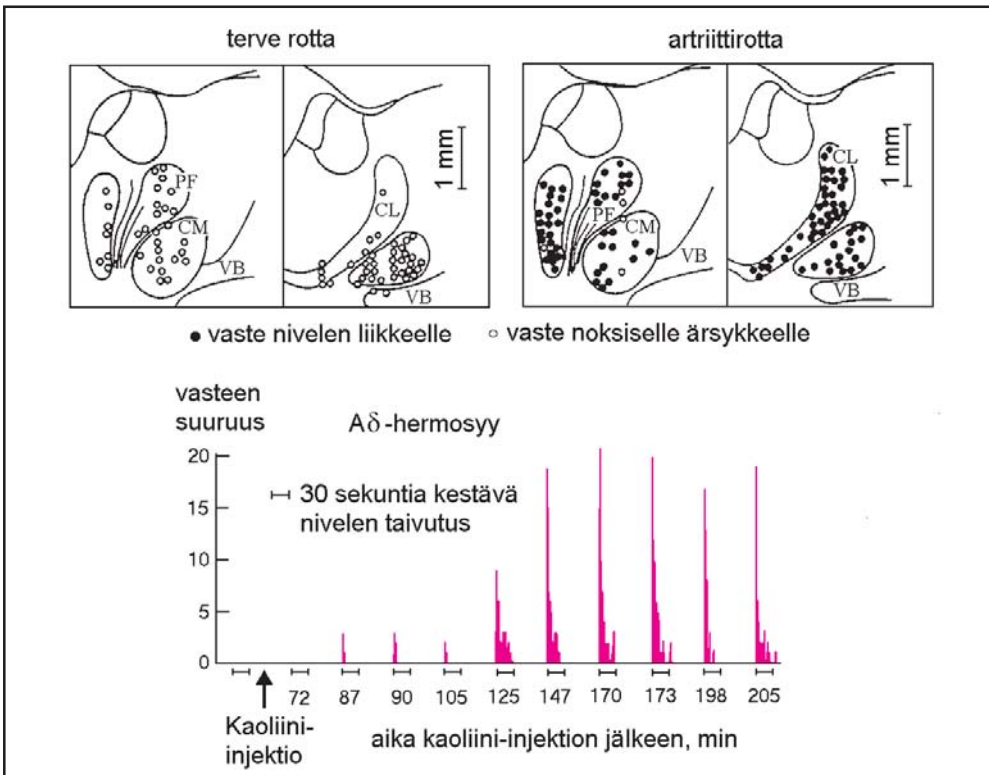 terve rotta
artriittirotta
PF
CM
VB
CL
VB
1 mm
PF
CM
CL
VB
1 mm
● vaste nivelen liikkeelle ○ vaste noksiselle ärsykkeelle
vasteen
suuruus
Aδ-hermosyy
20
15
10
5
0
30 sekuntia kestävä
nivelen taivutus
72 87 90 105 125 147 170 173 198 205
Kaoliini-
injektio
aika kaoliini-injektion jälkeen, min